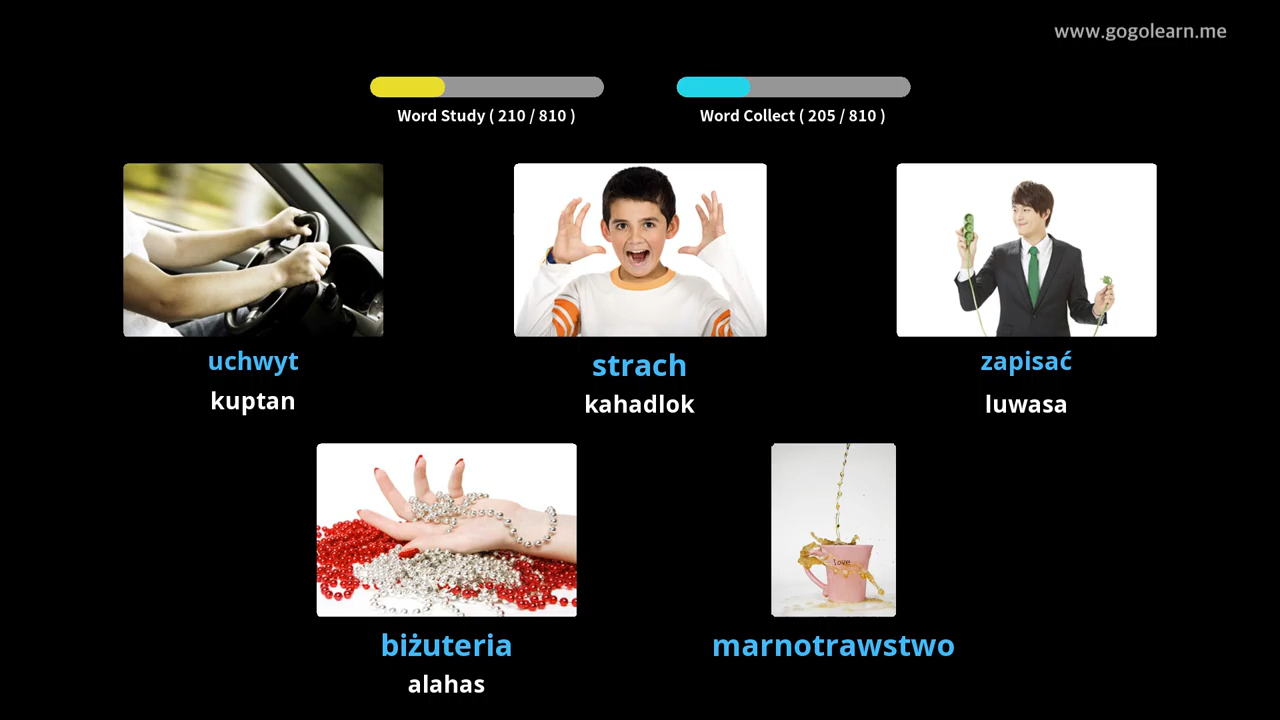 www.gogolearn.me
Word Study ( 210 / 810 )
Word Collect ( 205 / 810 )
uchwyt
kuptan
strach
kahadlok
zapisać
luwasa
biżuteria
alahas
love
marnotrawstwo